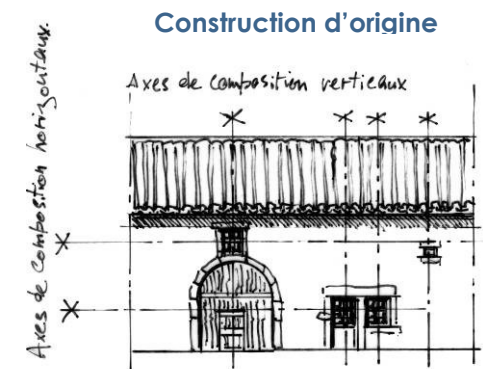 Construction d’origine
Axes de composition verticaux
Axes de composition horizontaux.